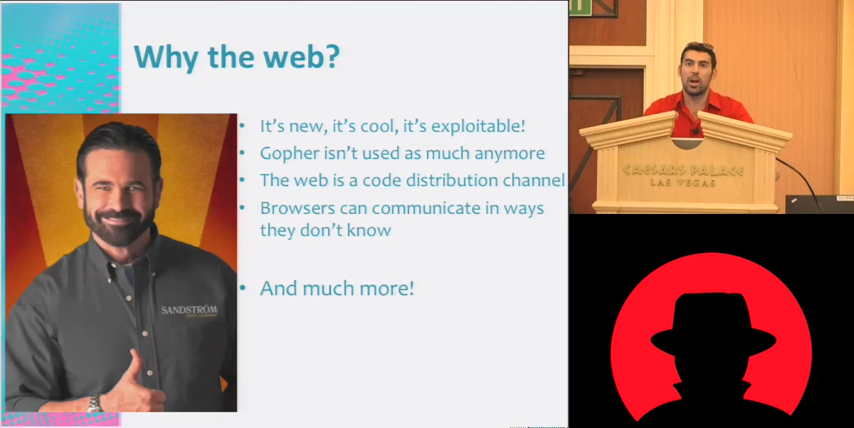 Why the web?
It's new, it's cool, it's exploitable!
Gopher isn't used as much anymore
The web is a code distribution channel
Browsers can communicate in ways
they don't know
And much more!
SANDSTRÖM
CAESARS PALACE
LAS VEGAS